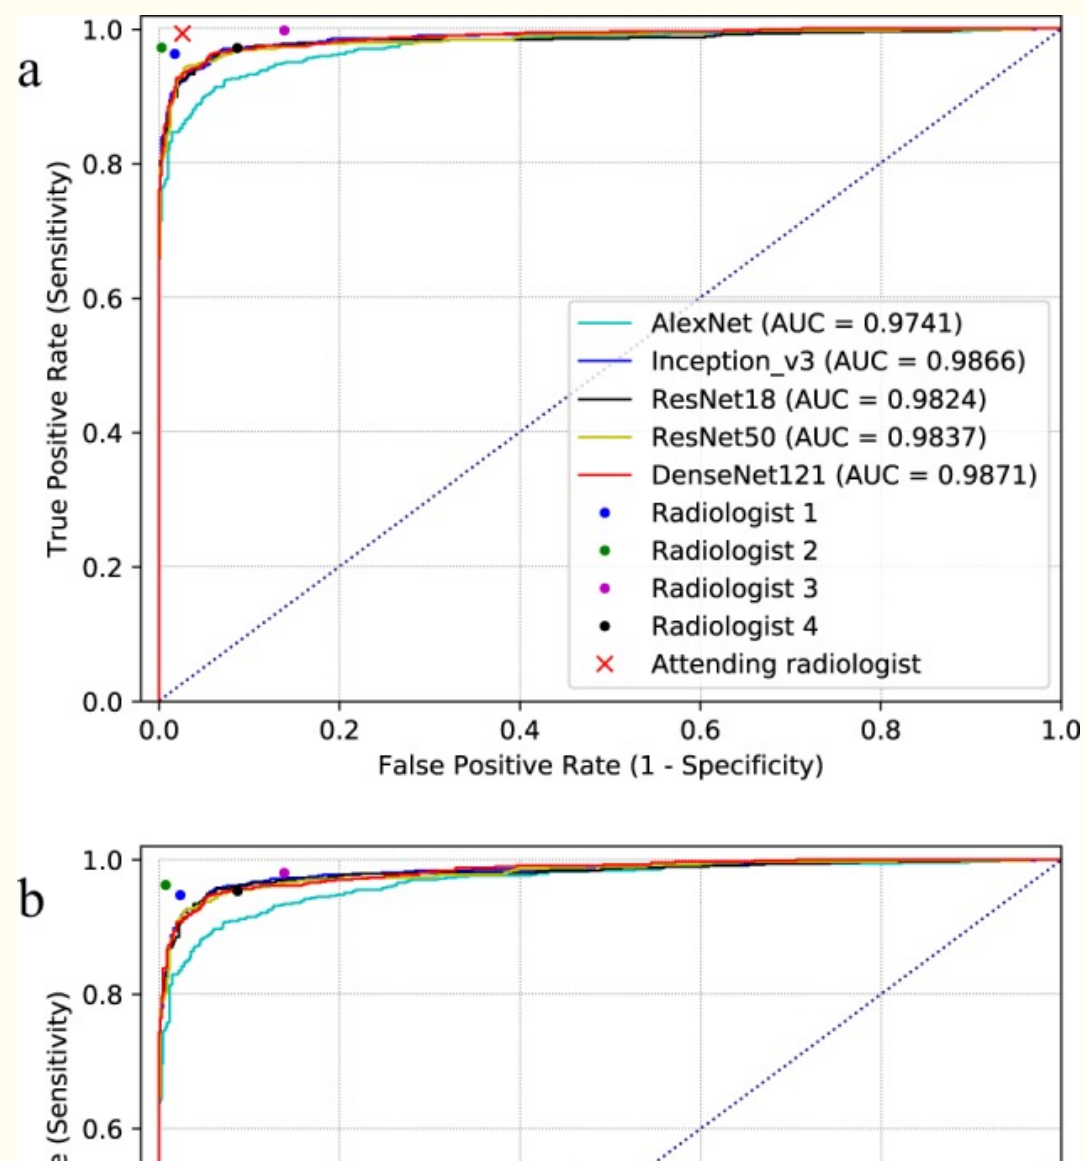 a
1.0
0.8
0.6
0.4
0.2
0.0
True Positive Rate (Sensitivity)
AlexNet (AUC = 0.9741)
Inception_v3 (AUC = 0.9866)
ResNet18 (AUC = 0.9824)
ResNet50 (AUC = 0.9837)
DenseNet121 (AUC = 0.9871)
Radiologist 1
Radiologist 2
Radiologist 3
Radiologist 4
Attending radiologist
0.0 0.2 0.4 0.6 0.8 1.0
False Positive Rate (1 - Specificity)
b
1.0
0.8
0.6
(Sensitivity)